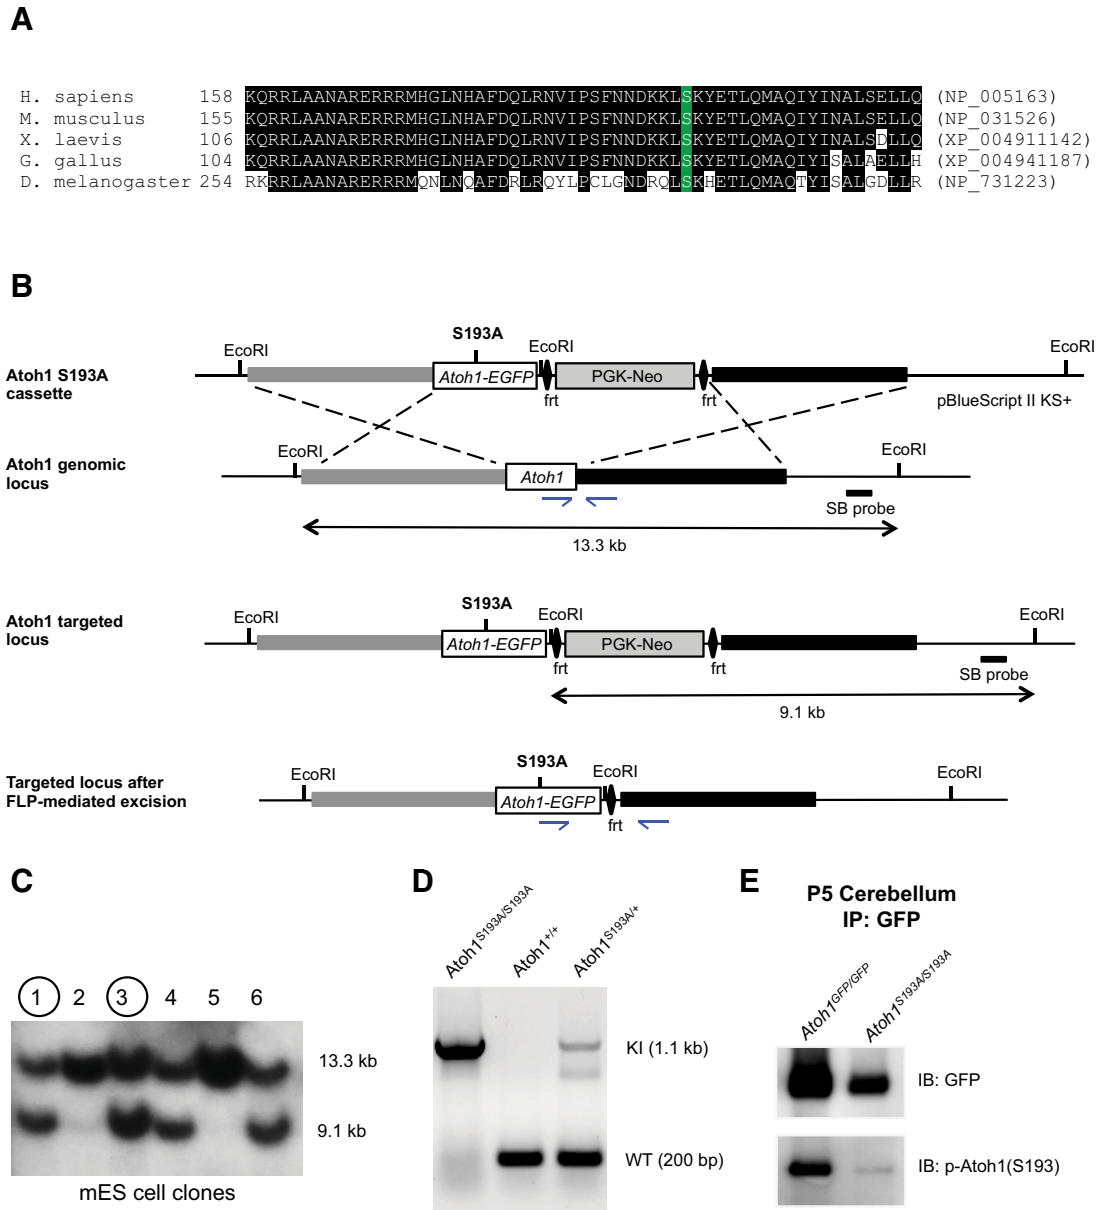 A
H. sapiens 158 KQRRLAANARERRRMHGLNHAFDQLRNVIPSFNNDKKLSKYETLQMAQIYINALSELLQ (NP_005163)
M. musculus 155 KQRRLAANARERRRMHGLNHAFDQLRNVIPSFNNDKKLSKYETLQMAQIYINALSELLQ (NP_031526)
X. laevis 106 KQRRLAANARERRRMHGLNHAFDQLRNVIPSFNNDKKLSKYETLQMAQIYINALSDLLQ (XP_004911142)
G. gallus 104 KQRRLAANARERRRMHGLNHAFDQLRNVIPSFNNDKKLSKYETLQMAQIYISALAELLH (XP_004941187)
D. melanogaster 254 RKRRLAANARERRRMQNLNQAFDRLRQYLPCLGNDRQLSKHETLQMAQTYISALGDLLR (NP_731223)
B
S193A
EcoRI EcoRI EcoRI
Atoh1 S193A
cassette
Atoh1-EGFP PGK-Neo
frt frt
pBlueScript II KS+
EcoRI EcoRI
Atoh1 genomic
locus
Atoh1
SB probe
13.3 kb
S193A
EcoRI EcoRI EcoRI
Atoh1 targeted
locus
Atoh1-EGFP PGK-Neo
frt frt
SB probe
9.1 kb
S193A
EcoRI EcoRI EcoRI
Targeted locus after
FLP-mediated excision
Atoh1-EGFP
frt
C
1 2 3 4 5 6
13.3 kb
9.1 kb
mES cell clones
D
Atoh1S193A/S193A
Atoh1+/+
Atoh1S193A/+
KI (1.1 kb)
WT (200 bp)
E
P5 Cerebellum
IP: GFP
Atoh1GFP/GFP
Atoh1S193A/S193A
IB: GFP
IB: p-Atoh1(S193)